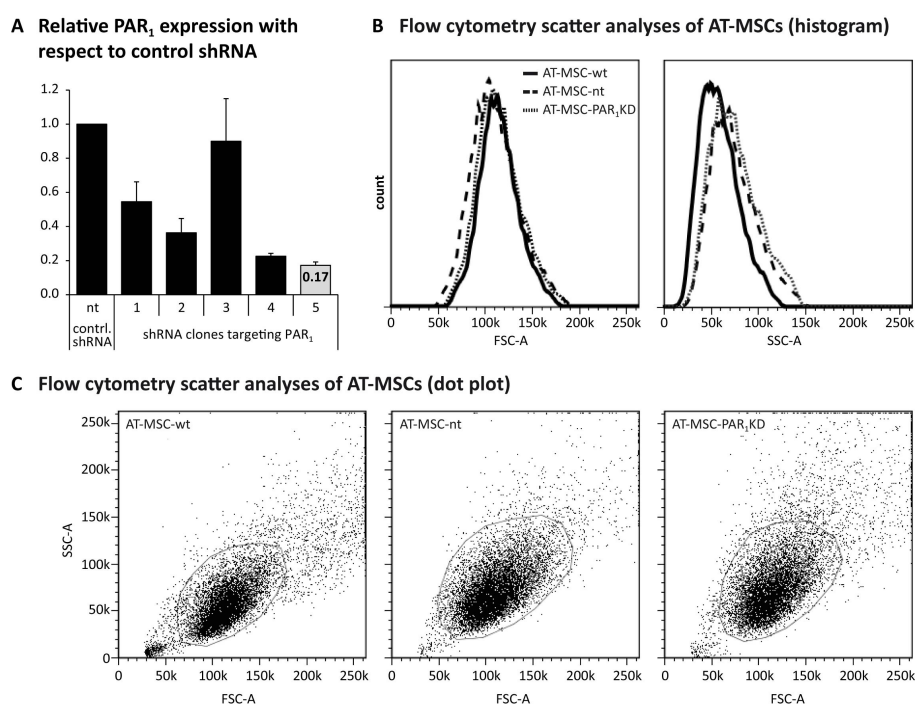 A Relative PAR₁ expression with
respect to control shRNA
1.2
1.0
0.8
0.6
0.4
0.2
0.0
0.17
nt 1 2 3 4 5
contrl.
shRNA
shRNA clones targeting PAR₁
B Flow cytometry scatter analyses of AT-MSCs (histogram)
AT-MSC-wt
AT-MSC-nt
AT-MSC-PAR₁KD
count
0 50k 100k 150k 200k 250k
FSC-A
0 50k 100k 150k 200k 250k
SSC-A
C Flow cytometry scatter analyses of AT-MSCs (dot plot)
AT-MSC-wt
250k
200k
150k
100k
50k
0
SSC-A
0 50k 100k 150k 200k 250k
FSC-A
AT-MSC-nt
0 50k 100k 150k 200k 250k
FSC-A
AT-MSC-PAR₁KD
0 50k 100k 150k 200k 250k
FSC-A